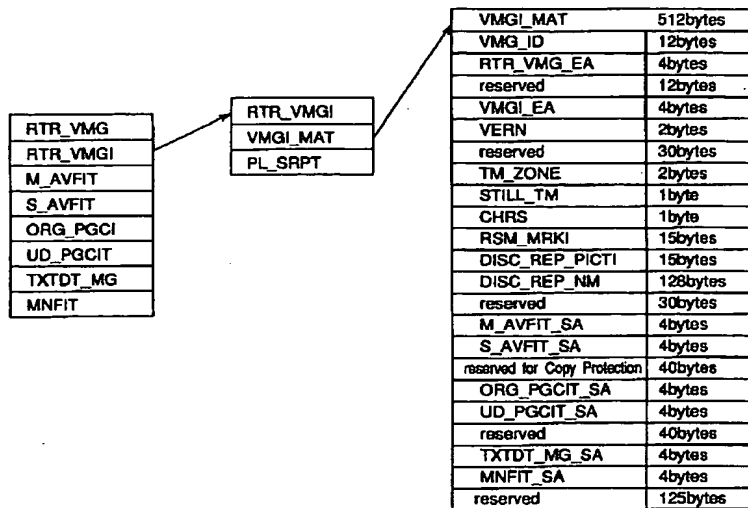 RTR_VMG
RTR_VMGI
M_AVFIT
S_AVFIT
ORG_PGCI
UD_PGCIT
TXTDT_MG
MNFIT
RTR_VMGI
VMGI_MAT
PL_SRPT
VMGI_MAT 512bytes
VMG_ID 12bytes
RTR_VMG_EA 4bytes
reserved 12bytes
VMGI_EA 4bytes
VERN 2bytes
reserved 30bytes
TM_ZONE 2bytes
STILL_TM 1byte
CHRS 1byte
RSM_MRKI 15bytes
DISC_REP_PICTI 15bytes
DISC_REP_NM 128bytes
reserved 30bytes
M_AVFIT_SA 4bytes
S_AVFIT_SA 4bytes
reserved for Copy Protection 40bytes
ORG_PGCIT_SA 4bytes
UD_PGCIT_SA 4bytes
reserved 40bytes
TXTDT_MG_SA 4bytes
MNFIT_SA 4bytes
reserved 125bytes